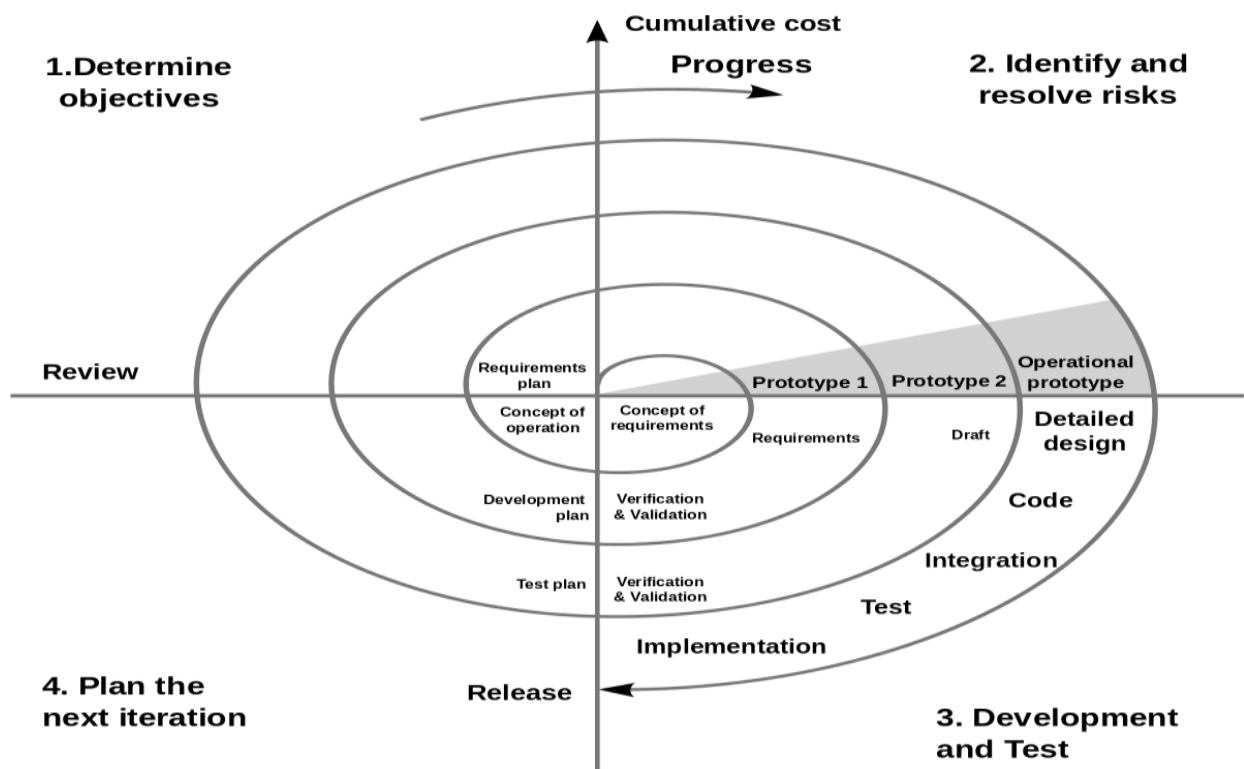 Cumulative cost
Progress
1.Determine
objectives
2. Identify and
resolve risks
Review
Requirements
plan
Concept of
operation
Concept of
requirements
Prototype 1
Prototype 2
Operational
prototype
Requirements
Draft
Detailed
design
Development
plan
Verification
& Validation
Code
Test plan
Verification
& Validation
Integration
Test
Implementation
Release
4. Plan the
next iteration
3. Development
and Test